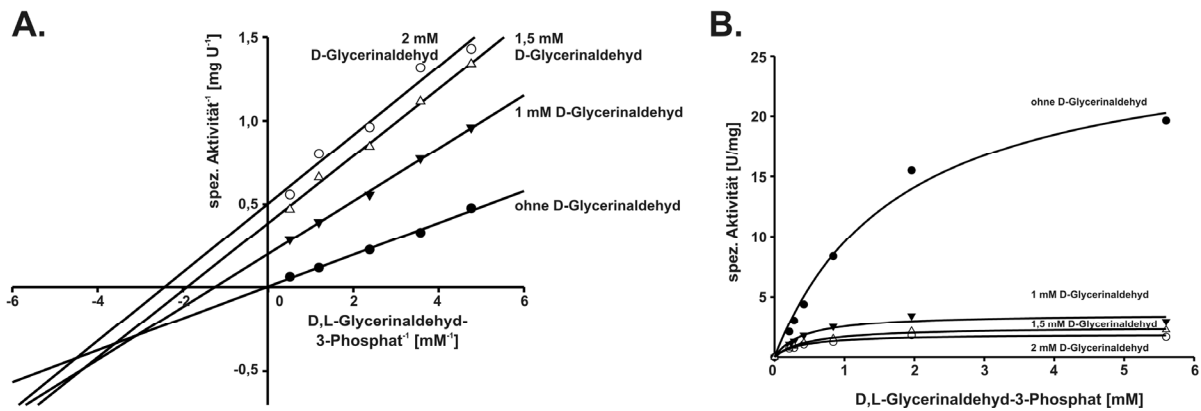 A.
spez. Aktivität⁻¹ [mg U⁻¹]
1,5
1,0
0,5
-0,5
-6
-4
-2
0
2
4
6
2 mM
D-Glycerinaldehyd
1,5 mM
D-Glycerinaldehyd
1 mM D-Glycerinaldehyd
ohne D-Glycerinaldehyd
D,L-Glycerinaldehyd-
3-Phosphat⁻¹ [mM⁻¹]
B.
spez. Aktivität [U/mg]
25
20
15
10
5
0
0
1
2
3
4
5
6
ohne D-Glycerinaldehyd
1 mM D-Glycerinaldehyd
1,5 mM D-Glycerinaldehyd
2 mM D-Glycerinaldehyd
D,L-Glycerinaldehyd-3-Phosphat [mM]